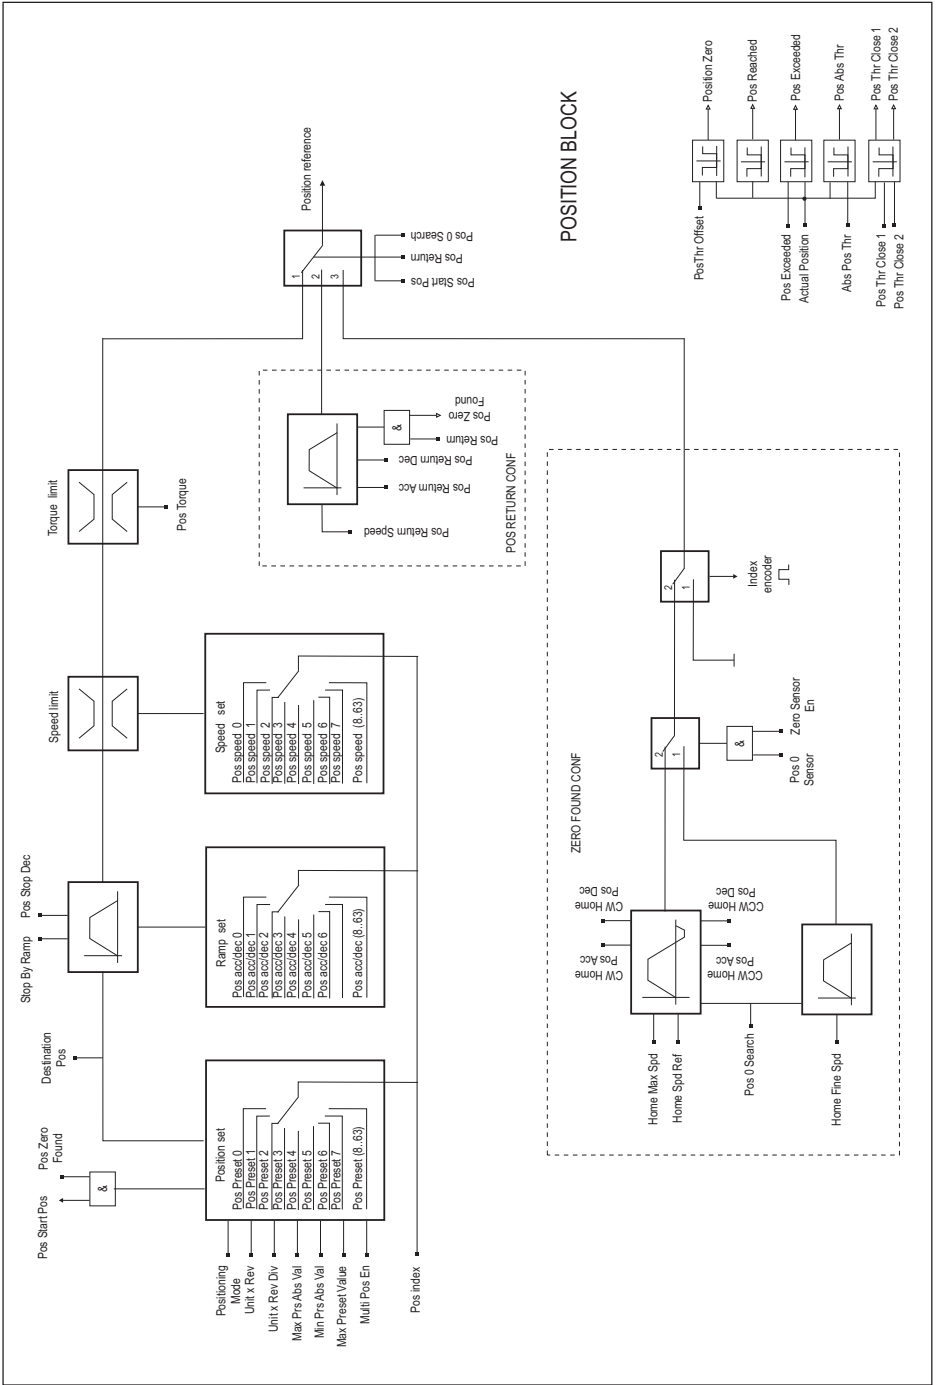 POSITION BLOCK
Pos Start Pos
Pos Zero
Found
&
Destination
Pos
Stop By Ramp
Pos Stop Dec
Speed limit
Torque limit
Pos Torque
Position reference
1
2
3
Pos Start Pos
Pos Return
Pos 0 Search
Positioning
Mode
Unit x Rev
Unit x Rev Div
Max Prs Abs Val
Min Prs Abs Val
Max Preset Value
Multi Pos En
Pos index
Position set
Pos Preset 0
Pos Preset 1
Pos Preset 2
Pos Preset 3
Pos Preset 4
Pos Preset 5
Pos Preset 6
Pos Preset 7
Pos Preset (8..63)
Ramp set
Pos acc/dec 0
Pos acc/dec 1
Pos acc/dec 2
Pos acc/dec 3
Pos acc/dec 4
Pos acc/dec 5
Pos acc/dec 6
Pos acc/dec (8..63)
Speed set
Pos speed 0
Pos speed 1
Pos speed 2
Pos speed 3
Pos speed 4
Pos speed 5
Pos speed 6
Pos speed 7
Pos speed (8..63)
POS RETURN CONF
Pos Return Speed
Pos Return Acc
Pos Return Dec
&
Pos Return
Pos Zero
Found
ZERO FOUND CONF
Home Max Spd
Home Spd Ref
CW Home
Pos Acc
CW Home
Pos Dec
CCW Home
Pos Acc
CCW Home
Pos Dec
Pos 0 Search
Home Fine Spd
2
1
&
Pos 0
Sensor
Zero Sensor
En
2
1
Index
encoder
PosThr Offset
Position Zero
Pos Reached
Pos Exceeded
Actual Position
Pos Exceeded
Abs Pos Thr
Pos Abs Thr
Pos Thr Close 1
Pos Thr Close 2
Pos Thr Close 1
Pos Thr Close 2